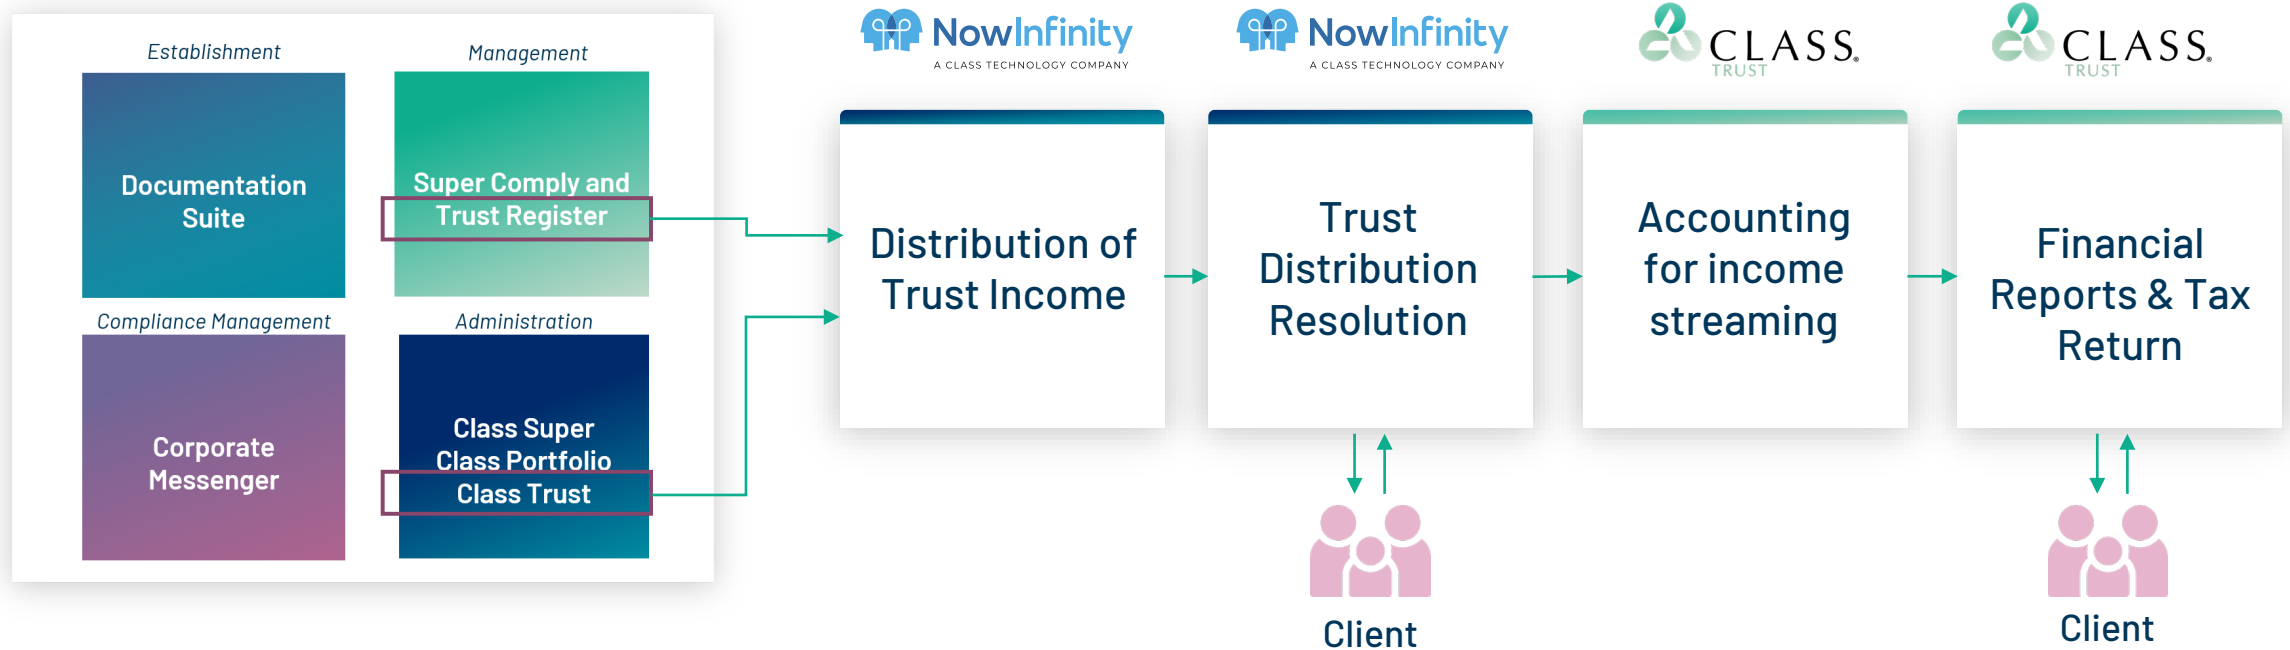 Establishment
Documentation
Suite
Management
Super Comply and
Trust Register
Compliance Management
Corporate
Messenger
Administration
Class Super
Class Portfolio
Class Trust
NowInfinity
A CLASS TECHNOLOGY COMPANY
Distribution of
Trust Income
NowInfinity
A CLASS TECHNOLOGY COMPANY
Trust
Distribution
Resolution
Client
CLASS®
TRUST
Accounting
for income
streaming
CLASS®
TRUST
Financial
Reports & Tax
Return
Client